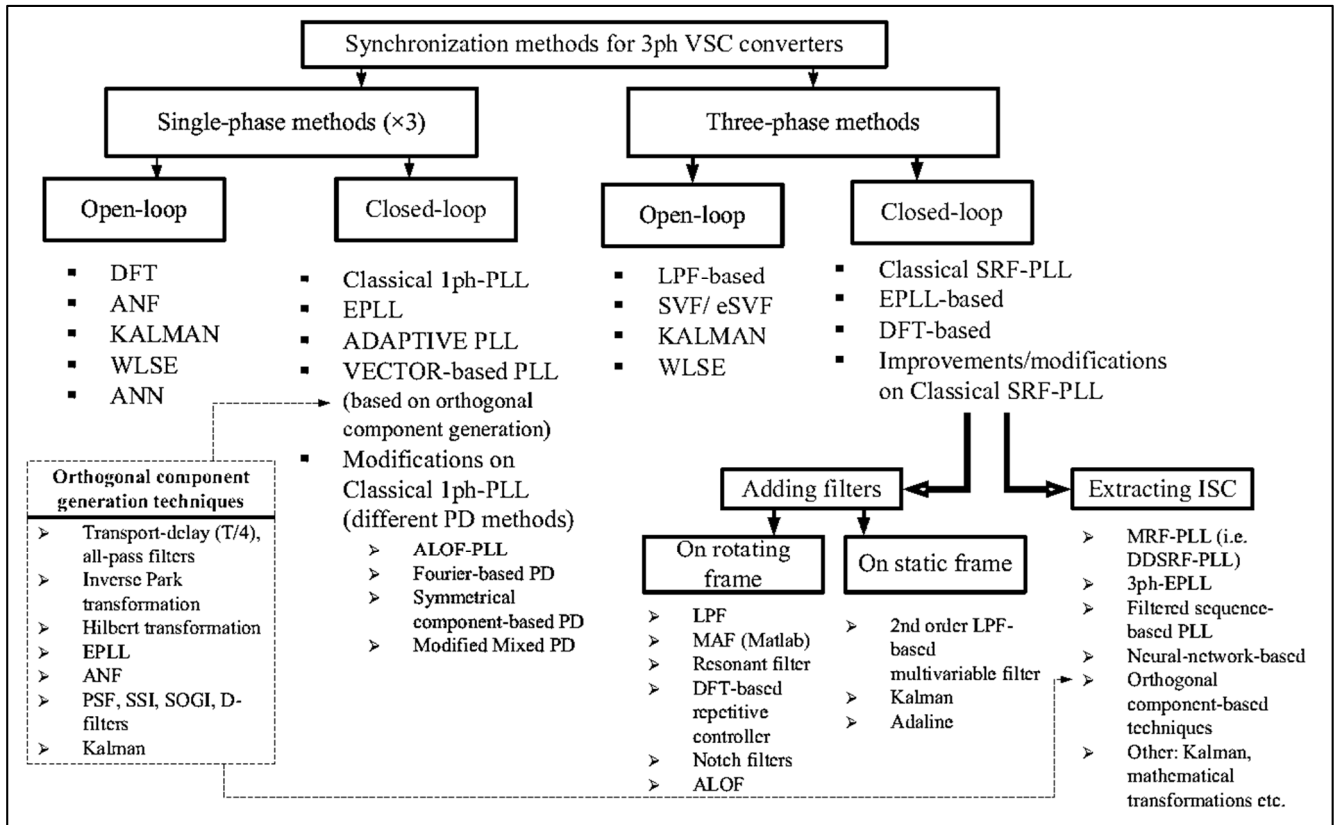 Synchronization methods for 3ph VSC converters
Single-phase methods (×3)
Three-phase methods
Open-loop
Closed-loop
Open-loop
Closed-loop
▪ DFT
▪ ANF
▪ KALMAN
▪ WLSE
▪ ANN
▪ Classical 1ph-PLL
▪ EPLL
▪ ADAPTIVE PLL
▪ VECTOR-based PLL
(based on orthogonal
component generation)
▪ Modifications on
Classical 1ph-PLL
(different PD methods)
➢ ALOF-PLL
➢ Fourier-based PD
➢ Symmetrical
component-based PD
➢ Modified Mixed PD
▪ LPF-based
▪ SVF/ eSVF
▪ KALMAN
▪ WLSE
▪ Classical SRF-PLL
▪ EPLL-based
▪ DFT-based
▪ Improvements/modifications
on Classical SRF-PLL
Orthogonal component
generation techniques
➢ Transport-delay (T/4),
all-pass filters
➢ Inverse Park
transformation
➢ Hilbert transformation
➢ EPLL
➢ ANF
➢ PSF, SSI, SOGI, D-
filters
➢ Kalman
Adding filters
Extracting ISC
On rotating
frame
On static frame
➢ LPF
➢ MAF (Matlab)
➢ Resonant filter
➢ DFT-based
repetitive
controller
➢ Notch filters
➢ ALOF
➢ 2nd order LPF-
based
multivariable filter
➢ Kalman
➢ Adaline
➢ MRF-PLL (i.e.
DDSRF-PLL)
➢ 3ph-EPLL
➢ Filtered sequence-
based PLL
➢ Neural-network-based
➢ Orthogonal
component-based
techniques
➢ Other: Kalman,
mathematical
transformations etc.